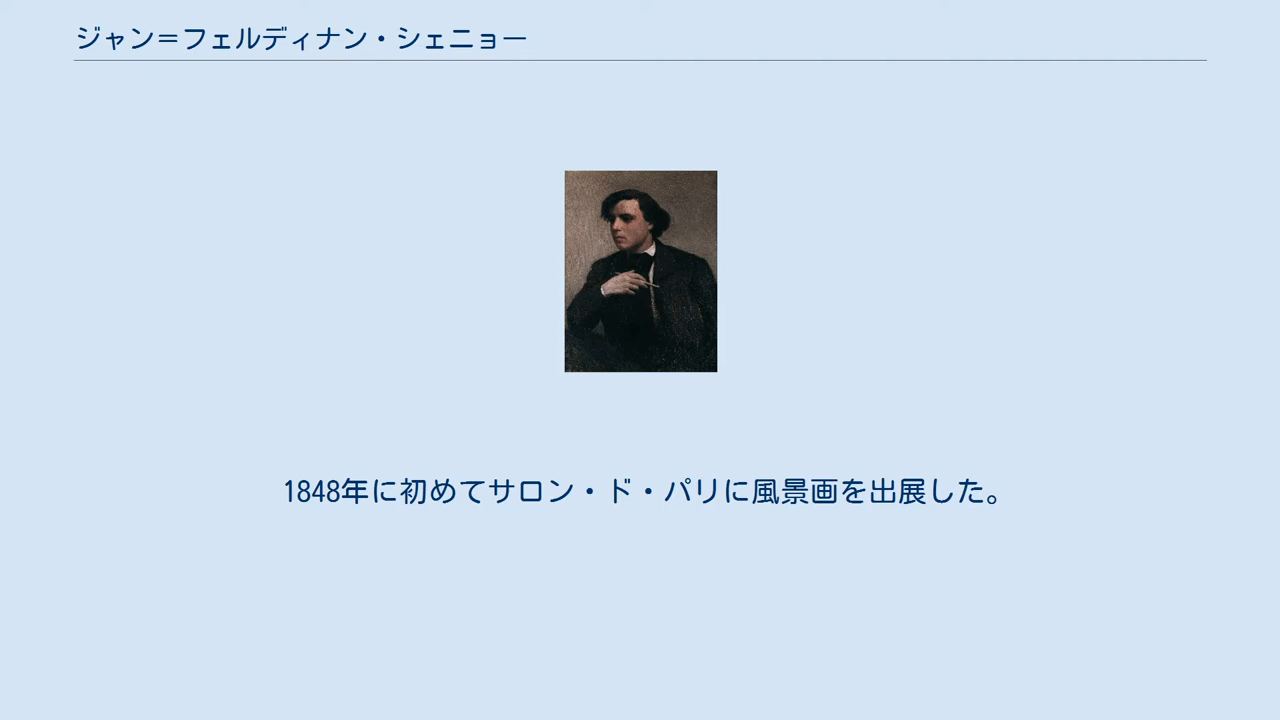 ジャン＝フェルディナン・シェニョー
1848年に初めてサロン・ド・パリに風景画を出展した。